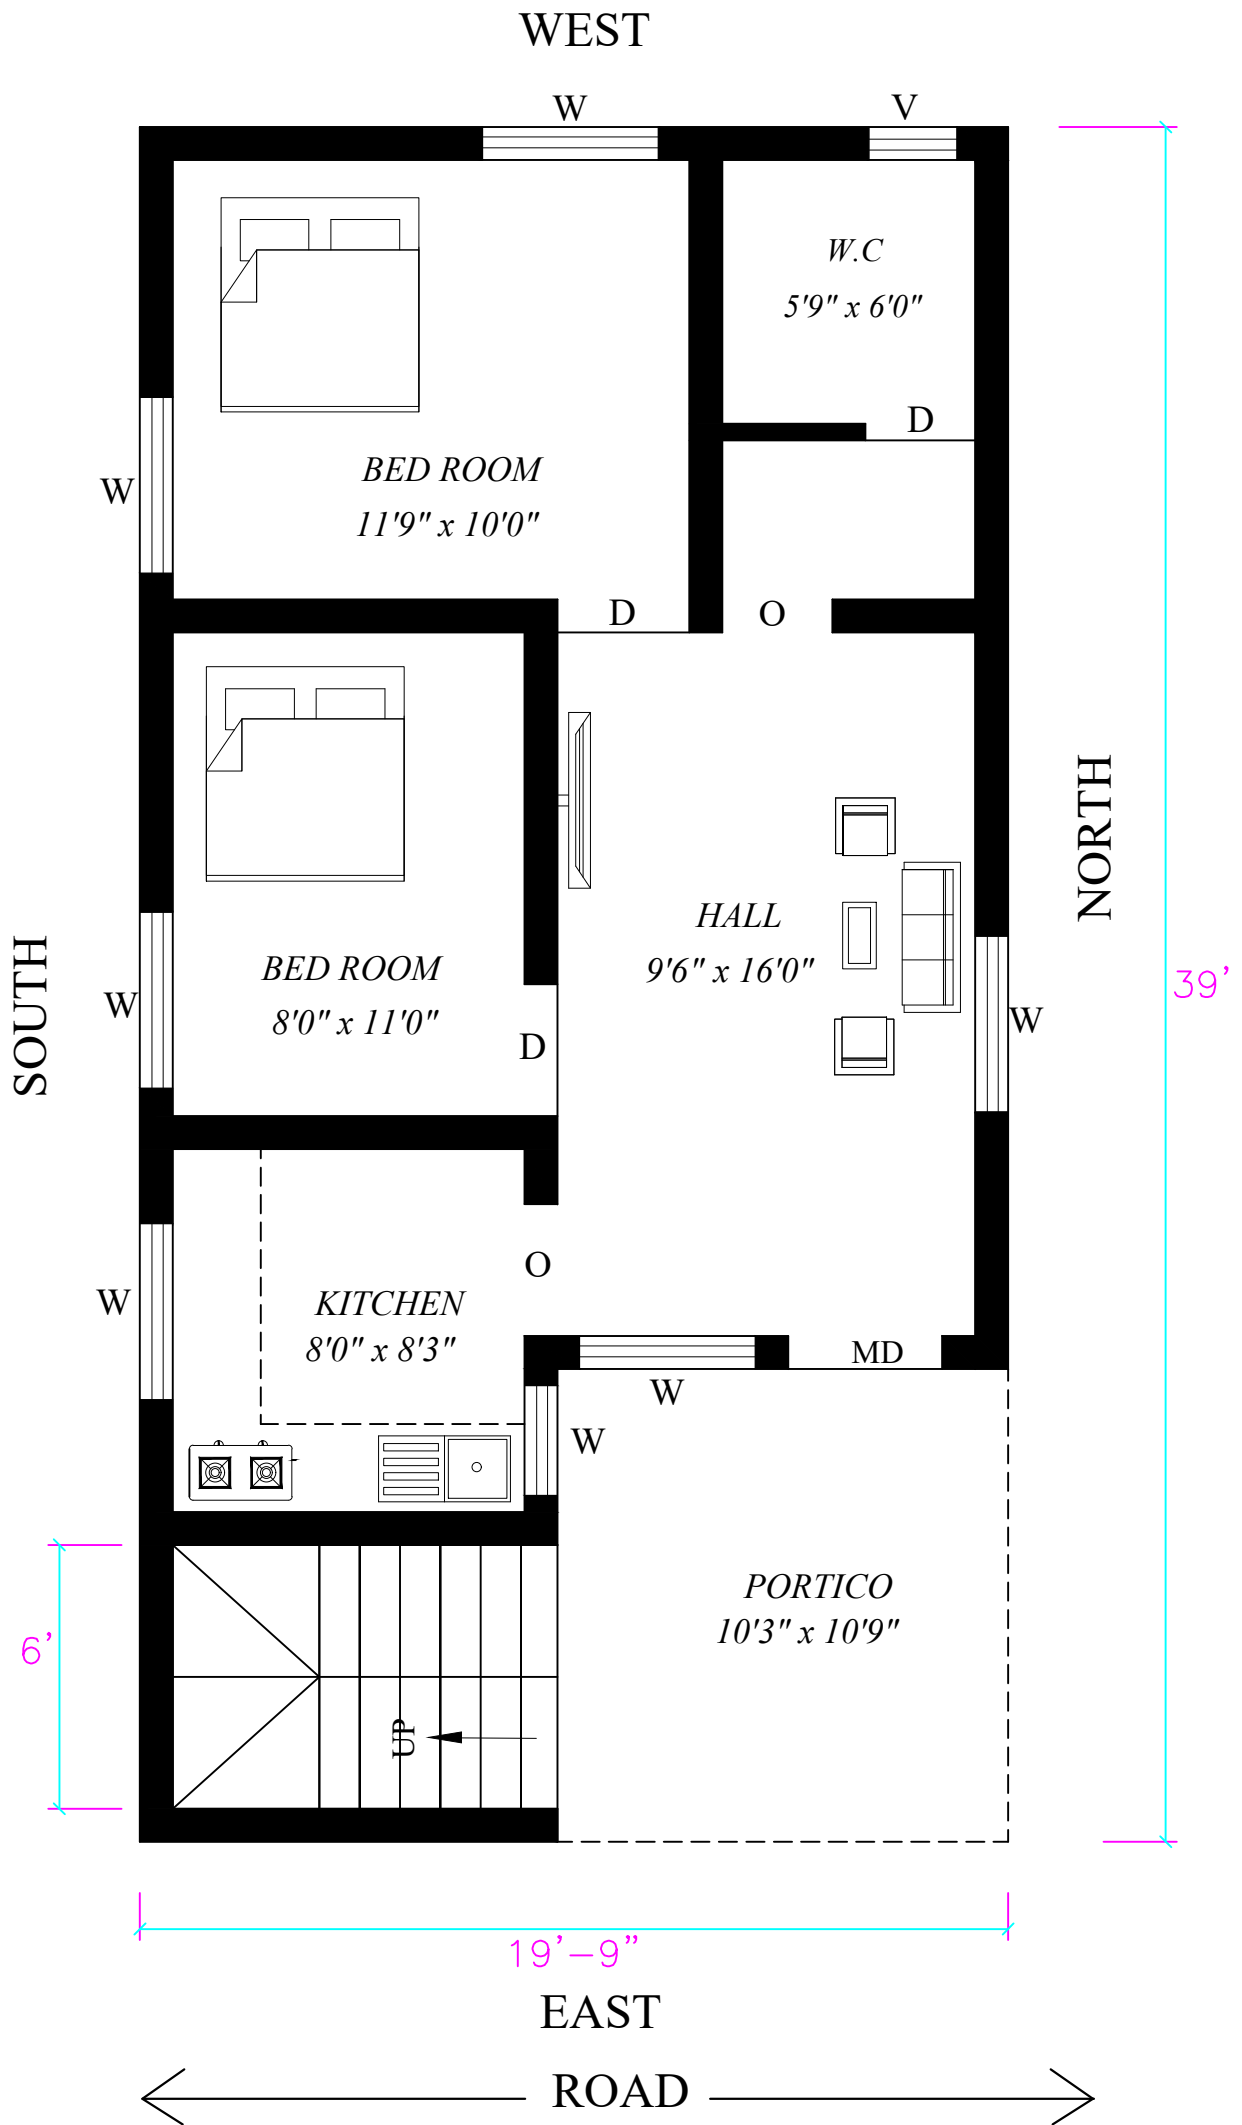 WEST
W
V
W.C
5'9" x 6'0"
D
BED ROOM
11'9" x 10'0"
W
D
O
NORTH
HALL
9'6" x 16'0"
SOUTH
BED ROOM
8'0" x 11'0"
W
D
W
39'
O
KITCHEN
8'0" x 8'3"
W
MD
W
W
PORTICO
10'3" x 10'9"
6'
UP
19'-9"
EAST
ROAD